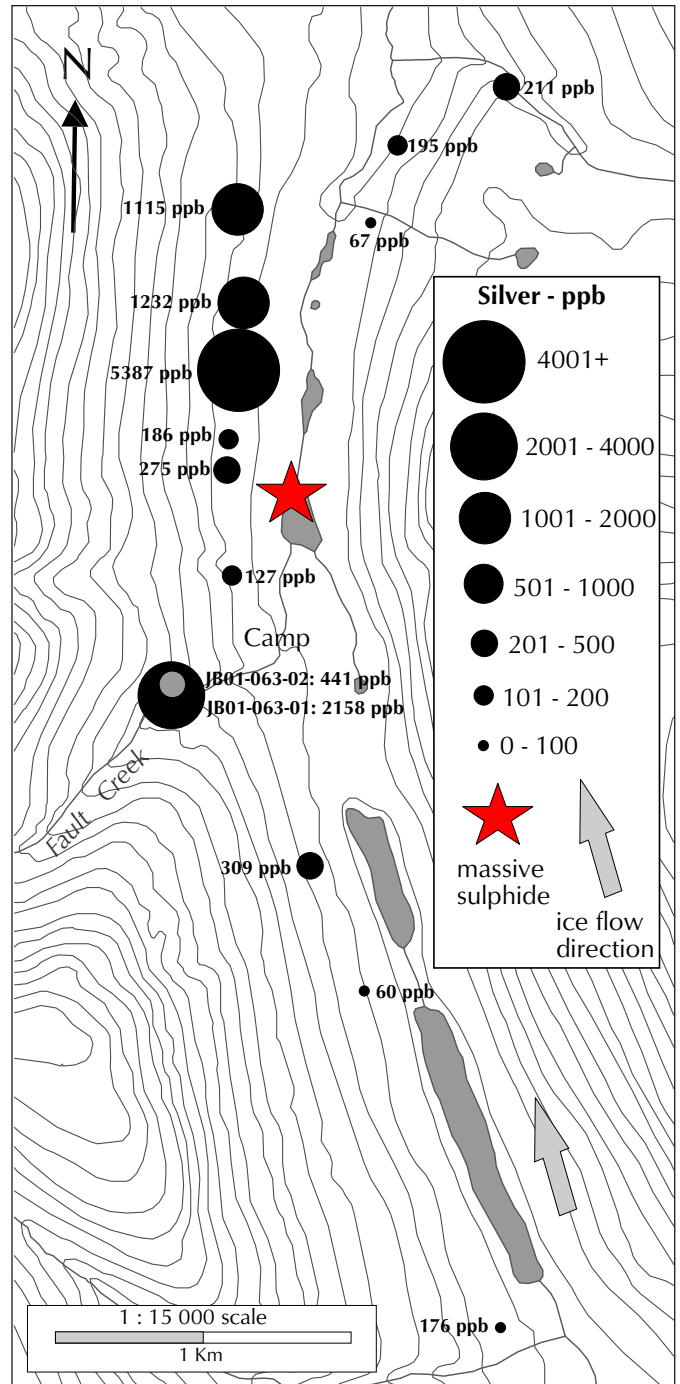 N
211 ppb
195 ppb
1115 ppb
67 ppb
1232 ppb
5387 ppb
186 ppb
275 ppb
127 ppb
Camp
JB01-063-02: 441 ppb
JB01-063-01: 2158 ppb
Fault Creek
309 ppb
60 ppb
176 ppb
Silver - ppb
4001+
2001 - 4000
1001 - 2000
501 - 1000
201 - 500
101 - 200
0 - 100
massive
sulphide
ice flow
direction
1 : 15 000 scale
1 Km